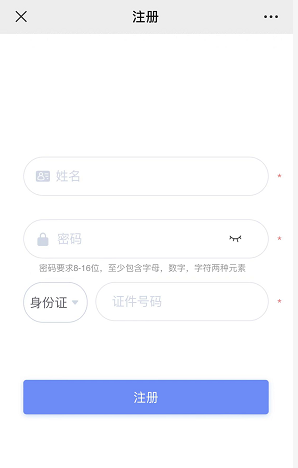 注册
姓名
*
密码
*
密码要求8-16位，至少包含字母，数字，字符两种元素
身份证 证件号码
*
注册